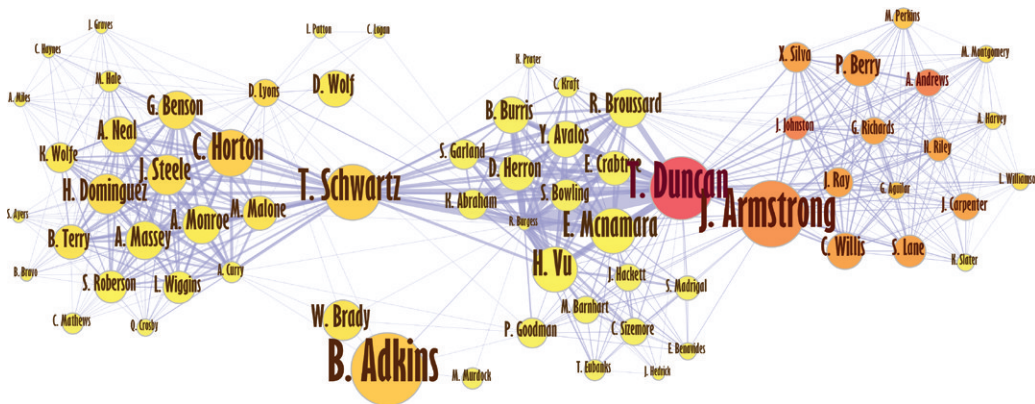 J. Graves
C. Haynes
M. Hale
A. Miles
G. Benson
A. Neal
K. Wolfe
C. Horton
J. Steele
H. Dominguez
M. Malone
A. Monroe
S. Ayers
B. Terry
A. Massey
B. Bravo
S. Roberson
L. Wiggins
A. Curry
C. Mathews
Q. Crosby
L. Patton
C. Logan
D. Lyons
D. Wolf
T. Schwartz
W. Brady
B. Adkins
M. Murdock
K. Pruter
C. Kraft
B. Burris
R. Broussard
Y. Avalos
S. Garland
D. Herron
E. Crabtree
K. Abraham
S. Bowling
R. Burgess
E. Mcnamara
H. Vu
J. Hackett
S. Madrigal
M. Barnhart
P. Goodman
C. Sizemore
E. Benavides
T. Eubanks
J. Hedrich
T. Duncan
J. Armstrong
M. Perkins
X. Silva
P. Berry
M. Montgomery
A. Andrews
J. Johnston
G. Richards
A. Harvey
N. Riley
J. Ray
G. Aguilar
L. Williamson
J. Carpenter
C. Willis
S. Lane
K. Slater